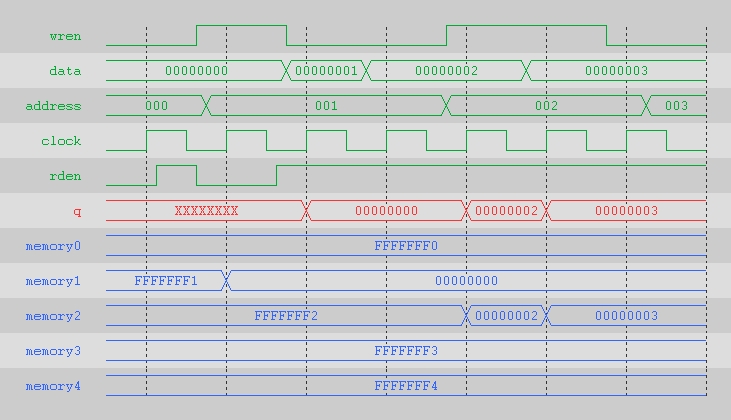 wren
data 00000000 00000001 00000002 00000003
address 000 001 002 003
clock
rden
q XXXXXXXX 00000000 00000002 00000003
memory0 FFFFFFF0
memory1 FFFFFFF1 00000000
memory2 FFFFFFF2 00000002 00000003
memory3 FFFFFFF3
memory4 FFFFFFF4